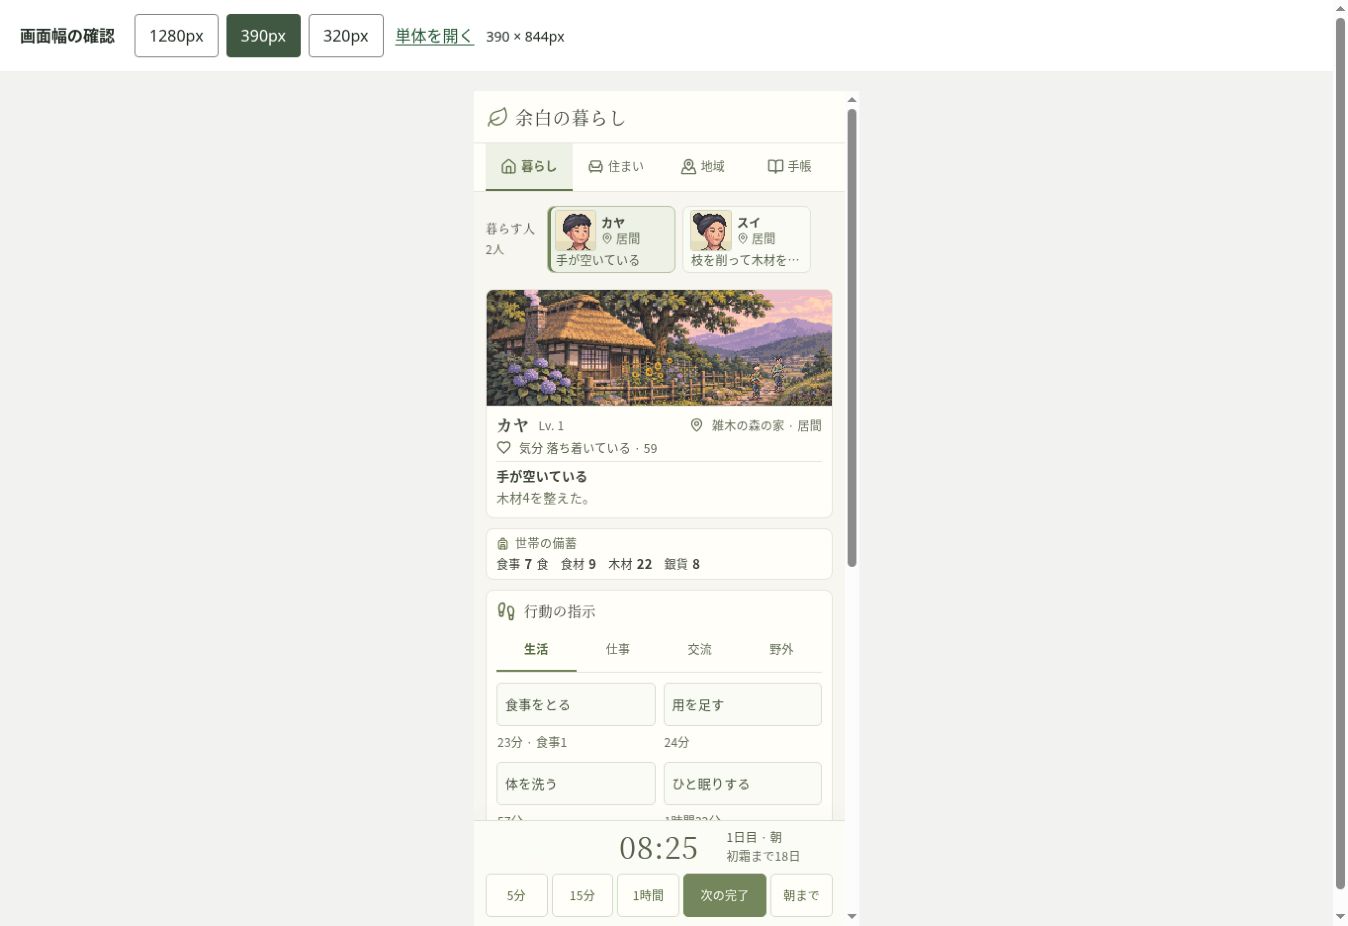 画面幅の確認 1280px 390px 320px 単体を開く 390 × 844px
余白の暮らし
暮らし 住まい 地域 手帳
暮らす人
2人
カヤ
居間
手が空いている
スイ
居間
枝を削って木材を…
カヤ Lv. 1 雑木の森の家 · 居間
気分 落ち着いている · 59
手が空いている
木材4を整えた。
世帯の備蓄
食事 7 食 食材 9 木材 22 銀貨 8
行動の指示
生活 仕事 交流 野外
食事をとる 用を足す
23分 · 食事1 24分
体を洗う ひと眠りする
08:25
1日目 · 朝
初霜まで18日
5分 15分 1時間 次の完了 朝まで